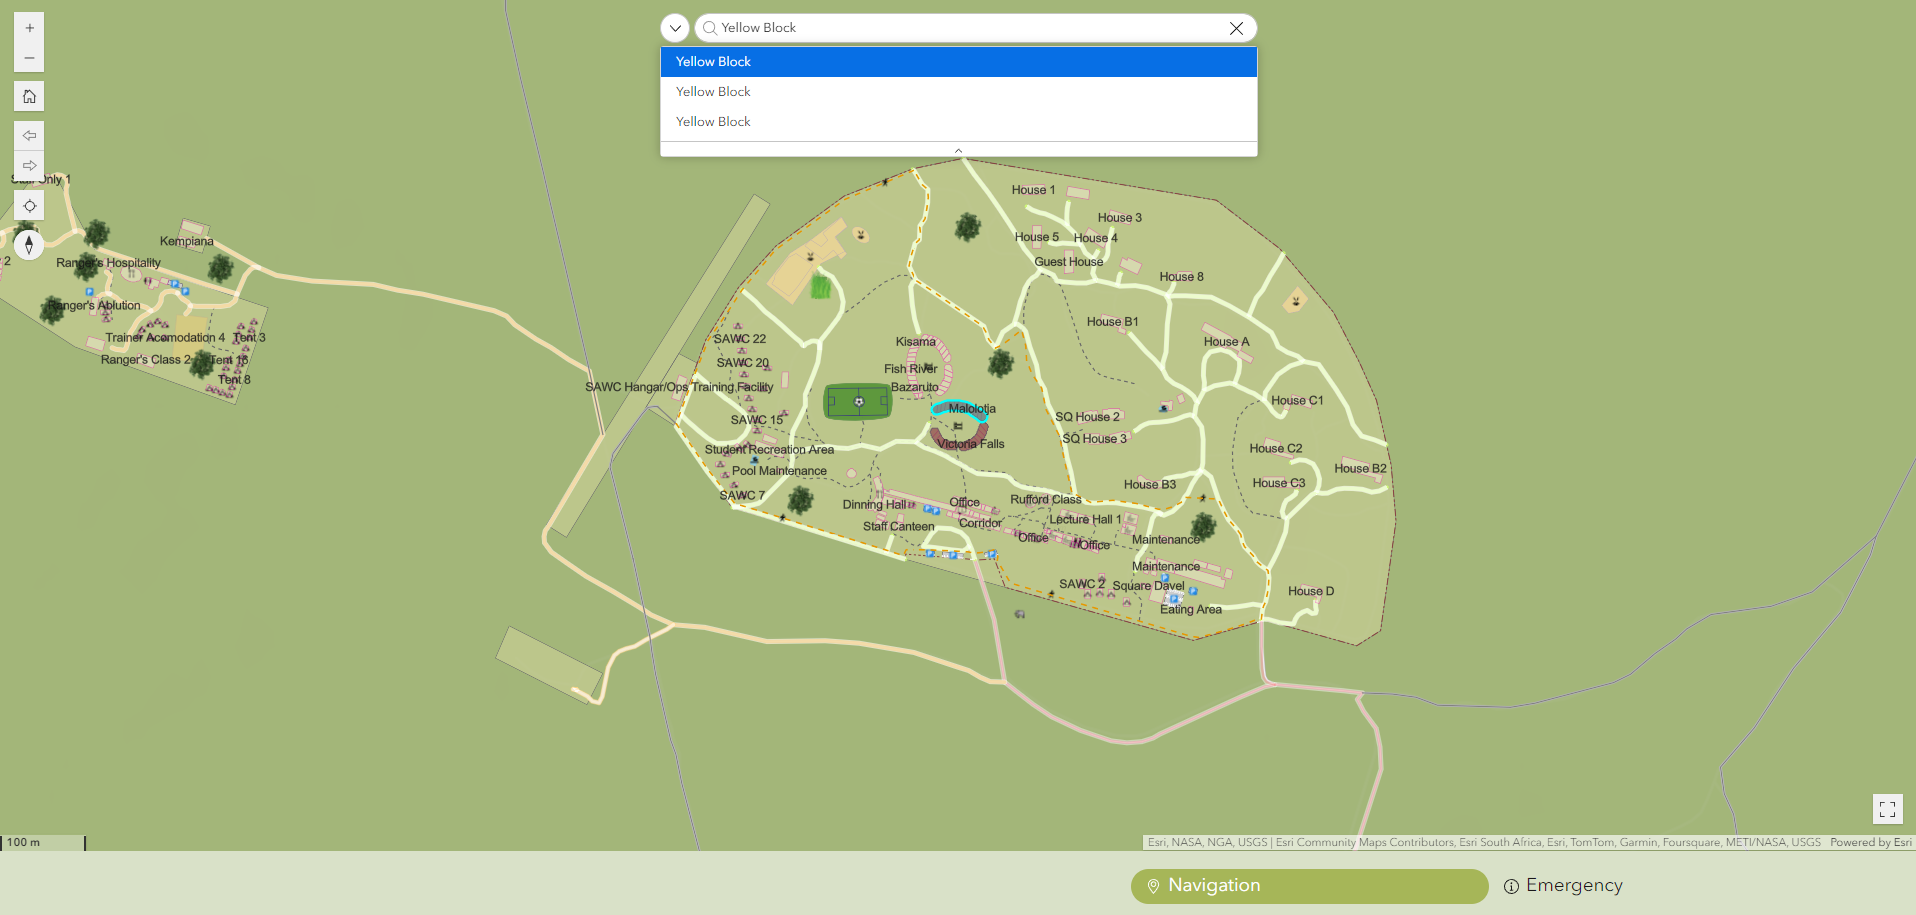 Yellow Block
Yellow Block
Yellow Block
Yellow Block
Only 1
Kempiana
2
Ranger's Hospitality
Ranger's Ablution
Trainer Acomodation 4
Tent 3
Ranger's Class 2
Tent 8
House 1
House 3
House 5
House 4
Guest House
House 8
House B1
House A
SAWC 22
Kisama
SAWC 20
Fish River
SAWC Hangar/Ops Training Facility
Bazaruto
Malolotja
House C1
SAWC 15
SQ House 2
SQ House 3
Victoria Falls
Student Recreation Area
House C2
Pool Maintenance
House B2
SAWC 7
House B3
House C3
Dinning Hall
Office
Rufford Class
Staff Canteen
Corridor
Lecture Hall 1
Office
Office
Maintenance
Maintenance
SAWC 2
Square Davel
House D
Eating Area
100 m
Esri, NASA, NGA, USGS | Esri Community Maps Contributors, Esri South Africa, Esri, TomTom, Garmin, Foursquare, METI/NASA, USGS
Powered by Esri
Navigation
Emergency